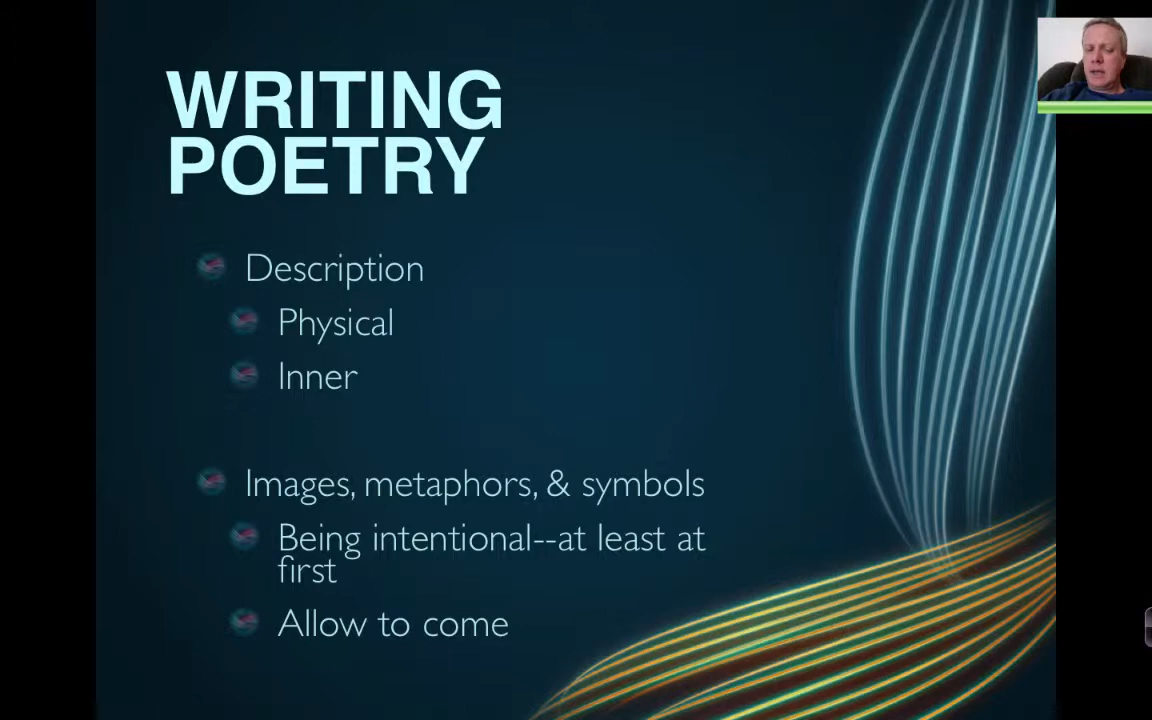 WRITING
POETRY
Description
Physical
Inner
Images, metaphors, & symbols
Being intentional--at least at
first
Allow to come